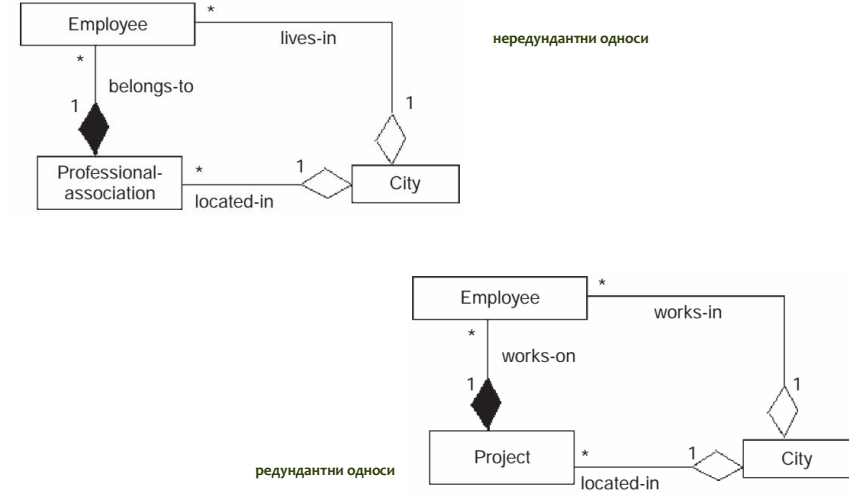 Employee
*
lives-in
нередундантни односи
*
belongs-to
1
1
Professional-
association
*
1
City
located-in
Employee
*
works-in
*
works-on
1
1
Project
*
1
City
редундантни односи
located-in